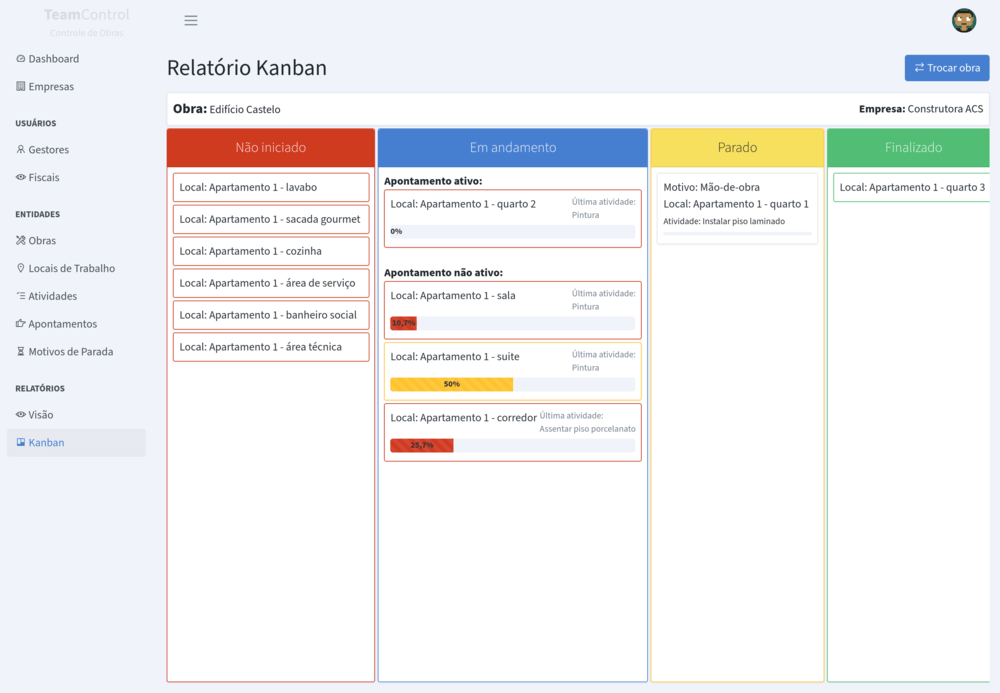 TeamControl
Controle de Obras
Dashboard
Empresas
USUÁRIOS
Gestores
Fiscais
ENTIDADES
Obras
Locais de Trabalho
Atividades
Apontamentos
Motivos de Parada
RELATÓRIOS
Visão
Kanban
Relatório Kanban
Trocar obra
Obra: Edifício Castelo
Empresa: Construtora ACS
Não iniciado
Local: Apartamento 1 - lavabo
Local: Apartamento 1 - sacada gourmet
Local: Apartamento 1 - cozinha
Local: Apartamento 1 - área de serviço
Local: Apartamento 1 - banheiro social
Local: Apartamento 1 - área técnica
Em andamento
Apontamento ativo:
Local: Apartamento 1 - quarto 2
Última atividade:
Pintura
0%
Apontamento não ativo:
Local: Apartamento 1 - sala
Última atividade:
Pintura
10,7%
Local: Apartamento 1 - suite
Última atividade:
Pintura
50%
Local: Apartamento 1 - corredor
Última atividade:
Assentar piso porcelanato
25,7%
Parado
Motivo: Mão-de-obra
Local: Apartamento 1 - quarto 1
Atividade: Instalar piso laminado
Finalizado
Local: Apartamento 1 - quarto 3